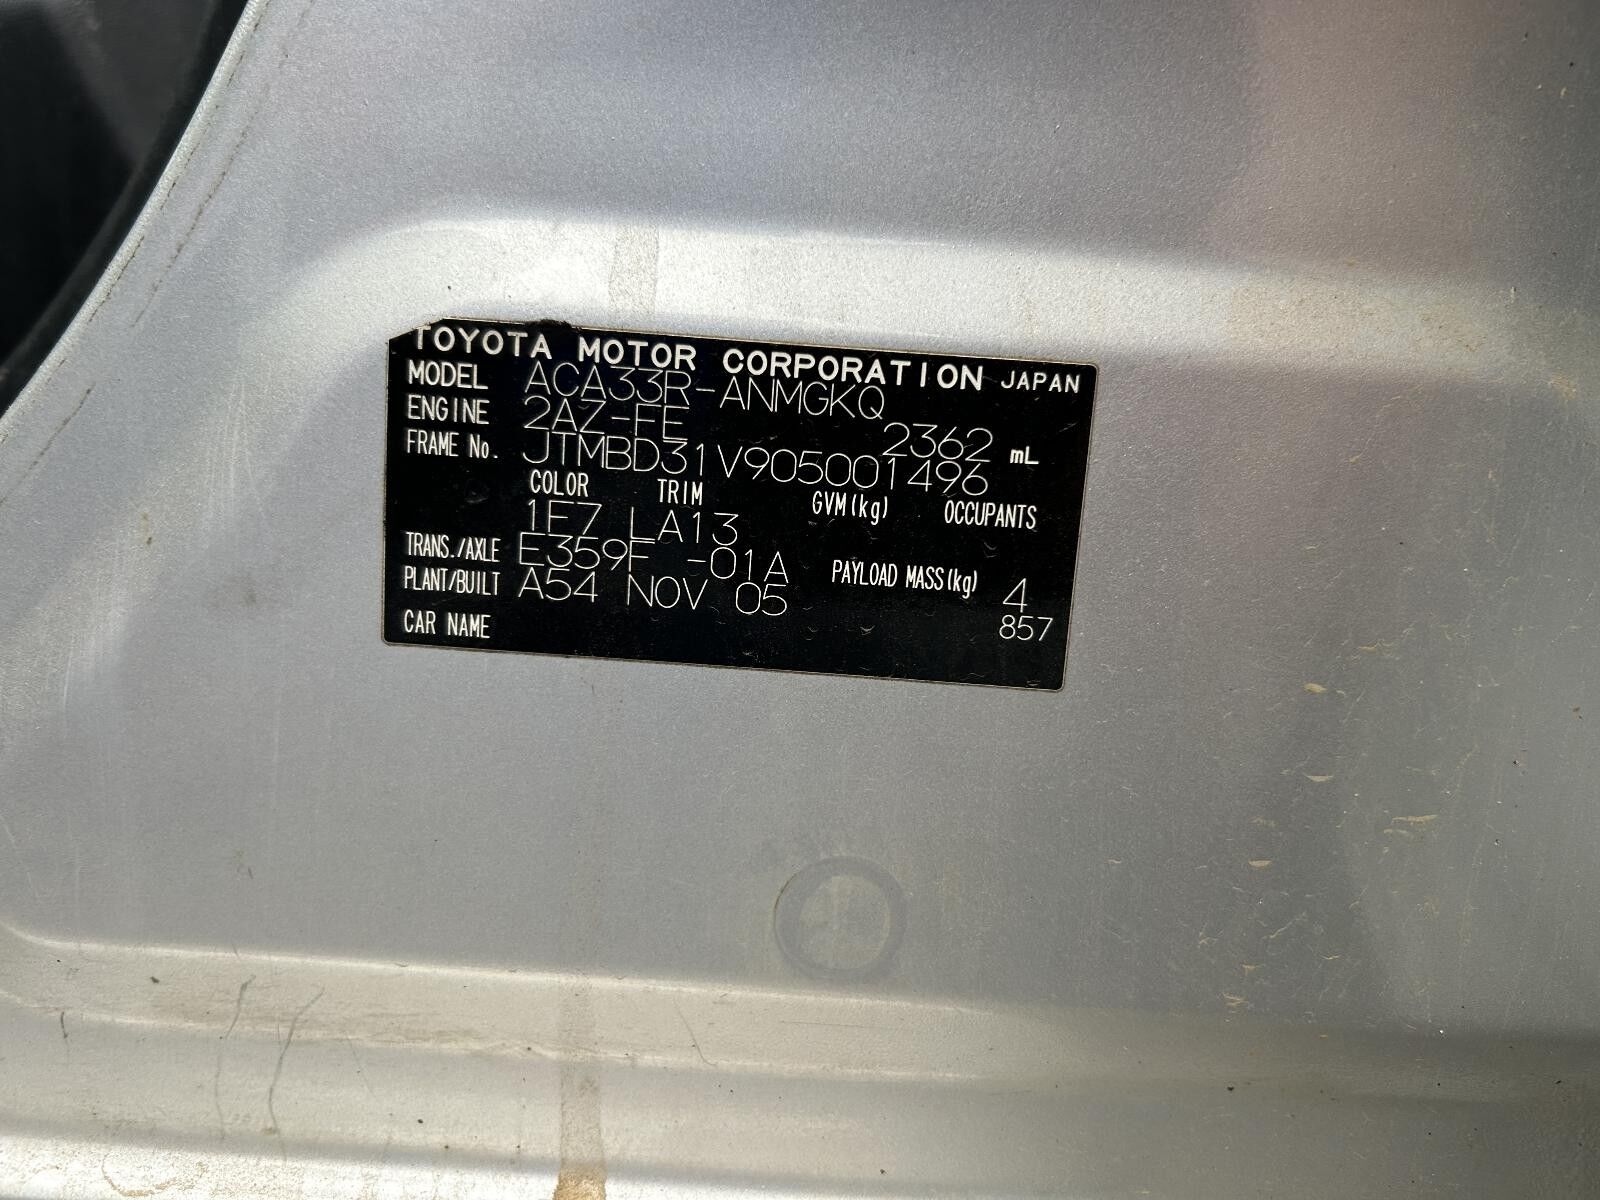 TOYOTA MOTOR CORPORATION JAPAN
MODEL ACA33R-ANMGKQ
ENGINE 2AZ-FE 2362 mL
FRAME No. JTMBD31V905001496
COLOR TRIM GVM(kg) OCCUPANTS
1E7 LA13
TRANS./AXLE E359F -01A PAYLOAD MASS(kg) 4
PLANT/BUILT A54 NOV 05 857
CAR NAME